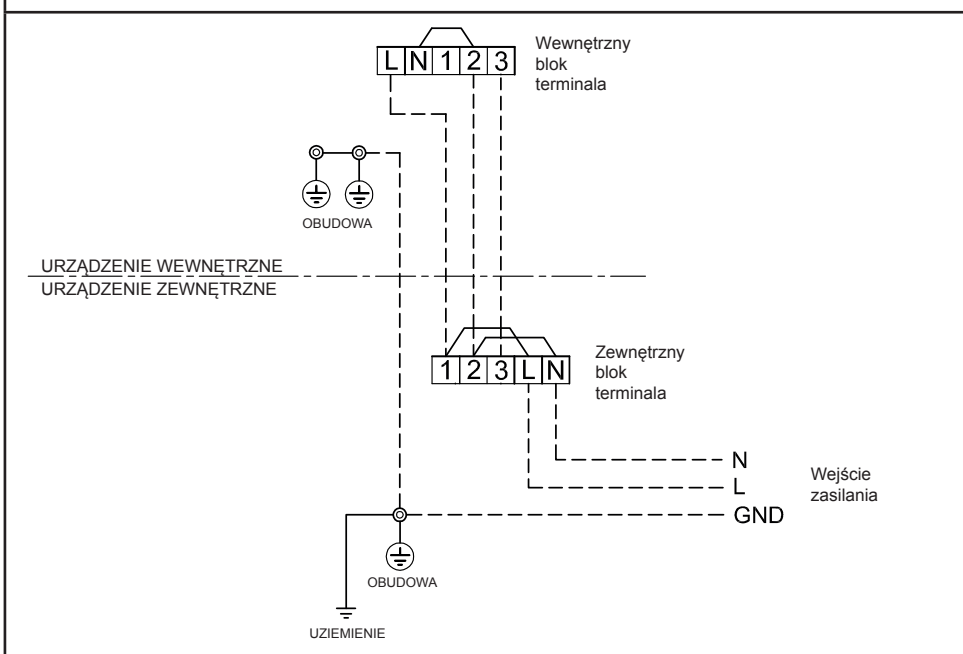 L N 1 2 3
Wewnętrzny
blok
terminala
OBUDOWA
URZĄDZENIE WEWNĘTRZNE
URZĄDZENIE ZEWNĘTRZNE
1 2 3 L N
Zewnętrzny
blok
terminala
N
L
GND
Wejście
zasilania
OBUDOWA
UZIEMIENIE